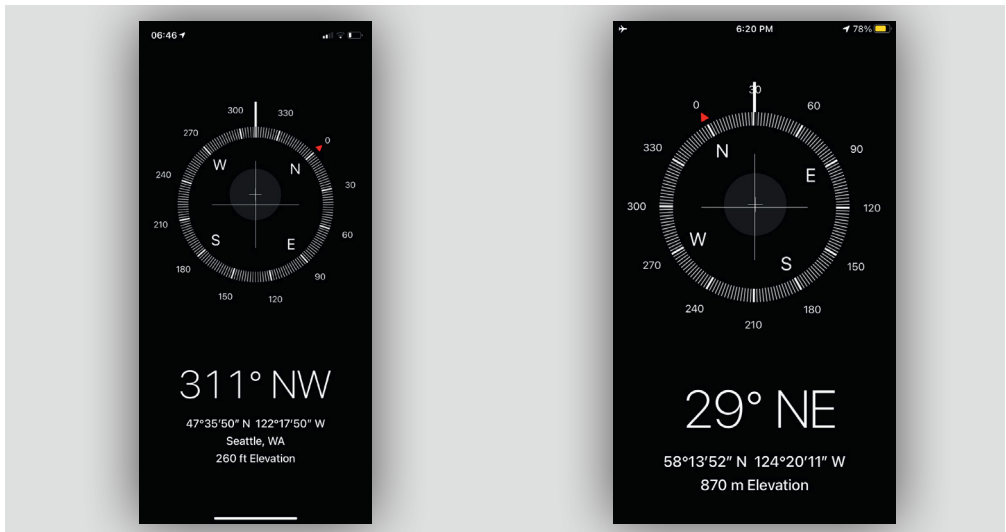 06:46
300
330
270
0
W
N
240
30
210
60
S
E
180
90
150
120
311° NW
47°35'50" N 122°17'50" W
Seattle, WA
260 ft Elevation
6:20 PM
78%
30
0
60
N
330
90
E
300
120
W
270
150
S
240
180
210
29° NE
58°13'52" N 124°20'11" W
870 m Elevation